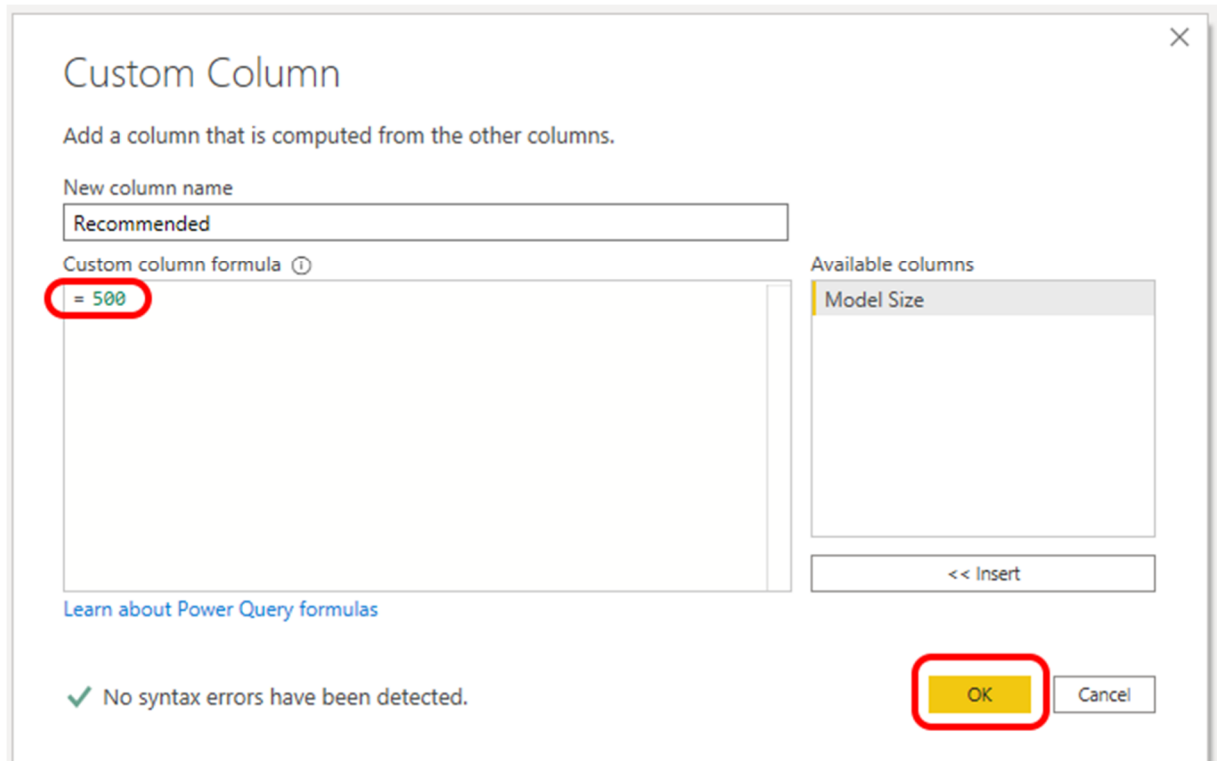 Custom Column
Add a column that is computed from the other columns.
New column name
Recommended
Custom column formula
Available columns
= 500
Model Size
<< Insert
Learn about Power Query formulas
No syntax errors have been detected.
OK
Cancel